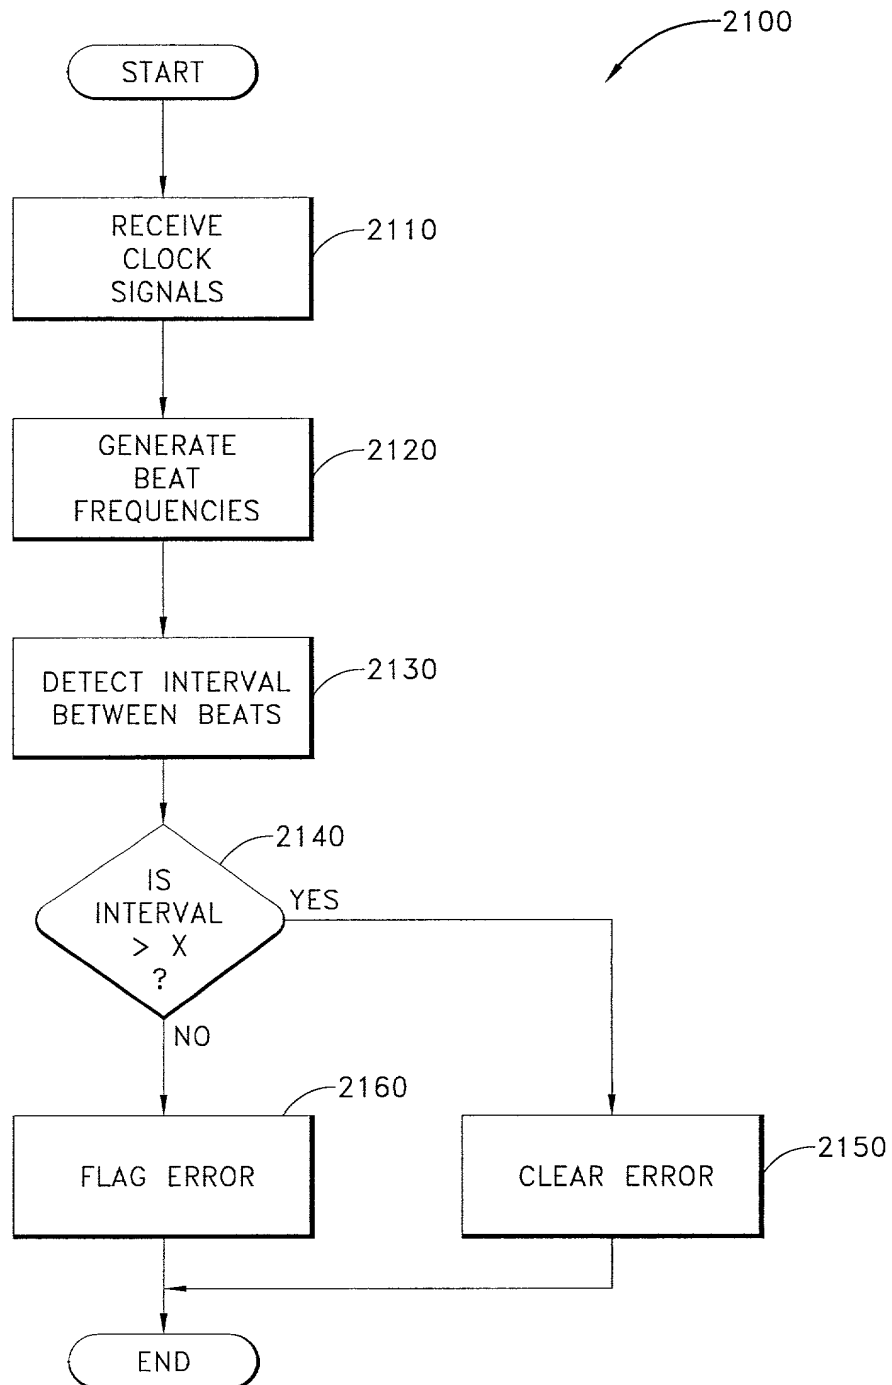 2100
START
RECEIVE
CLOCK
SIGNALS
2110
GENERATE
BEAT
FREQUENCIES
2120
DETECT INTERVAL
BETWEEN BEATS
2130
2140
IS
INTERVAL
> X
?
YES
NO
2160
FLAG ERROR
CLEAR ERROR
2150
END